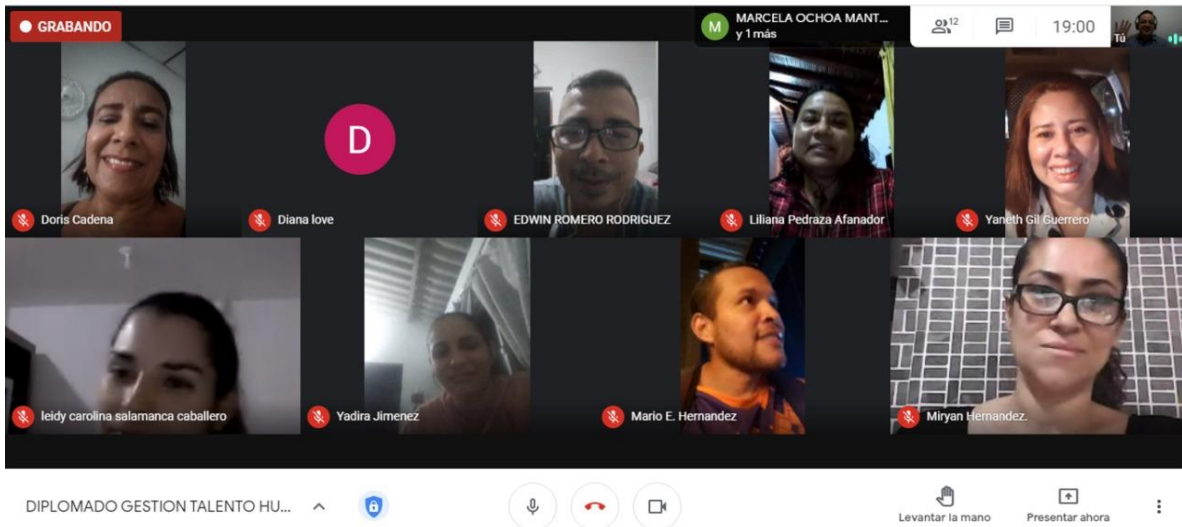 GRABANDO
M
MARCELA OCHOA MANT...
y 1 más
12
19:00
Tú
D
Doris Cadena
Diana love
EDWIN ROMERO RODRIGUEZ
Liliana Pedraza Afanador
Yaneth Gil Guerrero
leidy carolina salamanca caballero
Yadira Jimenez
Mario E. Hernandez
Miryan Hernandez.
DIPLOMADO GESTION TALENTO HU...
Levantar la mano
Presentar ahora